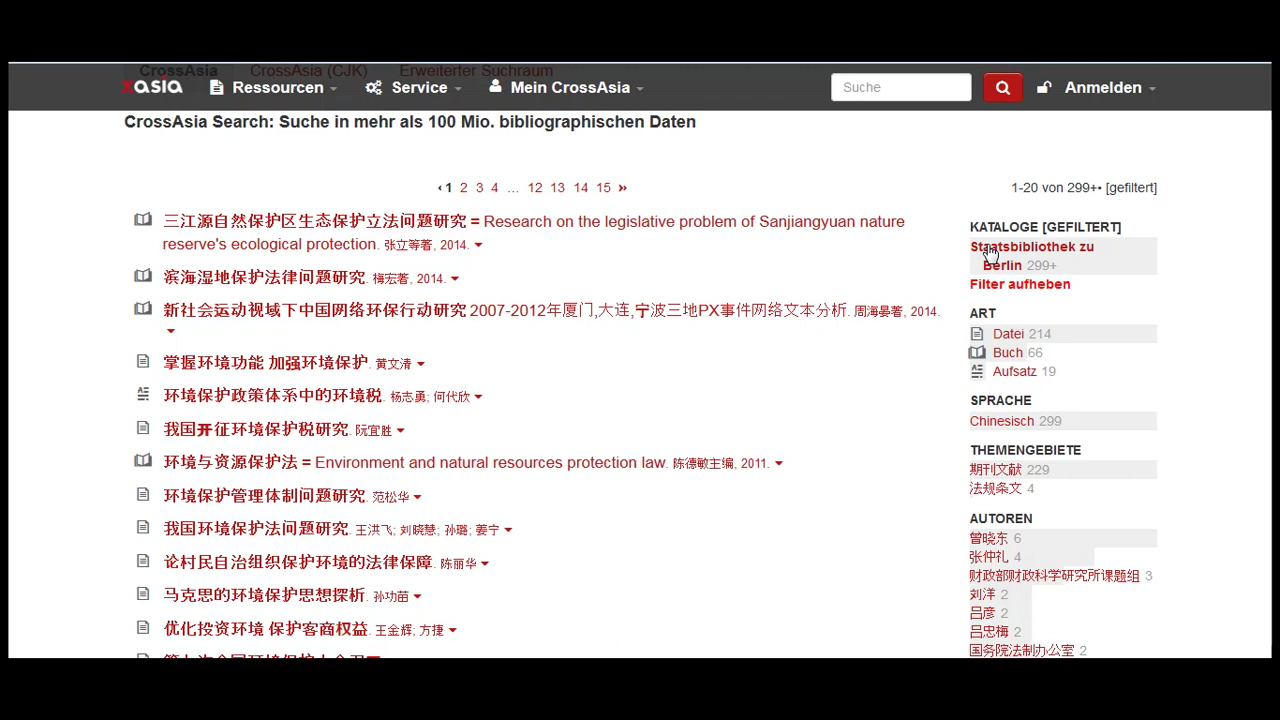 CrossAsia CrossAsia (CJK) Erweiterter Suchraum
xasia Ressourcen Service Mein CrossAsia Suche Anmelden
CrossAsia Search: Suche in mehr als 100 Mio. bibliographischen Daten
‹ 1 2 3 4 ... 12 13 14 15 »
1-20 von 299+• [gefiltert]
三江源自然保护区生态保护立法问题研究 = Research on the legislative problem of Sanjiangyuan nature
reserve's ecological protection. 张立等著, 2014.
滨海湿地保护法律问题研究. 梅宏著, 2014.
新社会运动视域下中国网络环保行动研究 2007-2012年厦门,大连,宁波三地PX事件网络文本分析. 周海晏著, 2014.
掌握环境功能 加强环境保护. 黄文清
环境保护政策体系中的环境税. 杨志勇; 何代欣
我国开征环境保护税研究. 阮宜胜
环境与资源保护法 = Environment and natural resources protection law. 陈德敏主编, 2011.
环境保护管理体制问题研究. 范松华
我国环境保护法问题研究. 王洪飞; 刘晓慧; 孙璐; 姜宁
论村民自治组织保护环境的法律保障. 陈丽华
马克思的环境保护思想探析. 孙功苗
优化投资环境 保护客商权益. 王金辉; 方捷
KATALOGE [GEFILTERT]
Staatsbibliothek zu
Berlin 299+
Filter aufheben
ART
Datei 214
Buch 66
Aufsatz 19
SPRACHE
Chinesisch 299
THEMENGEBIETE
期刊文献 229
法规条文 4
AUTOREN
曾晓东 6
张仲礼 4
财政部财政科学研究所课题组 3
刘洋 2
吕彦 2
吕忠梅 2
国务院法制办公室 2